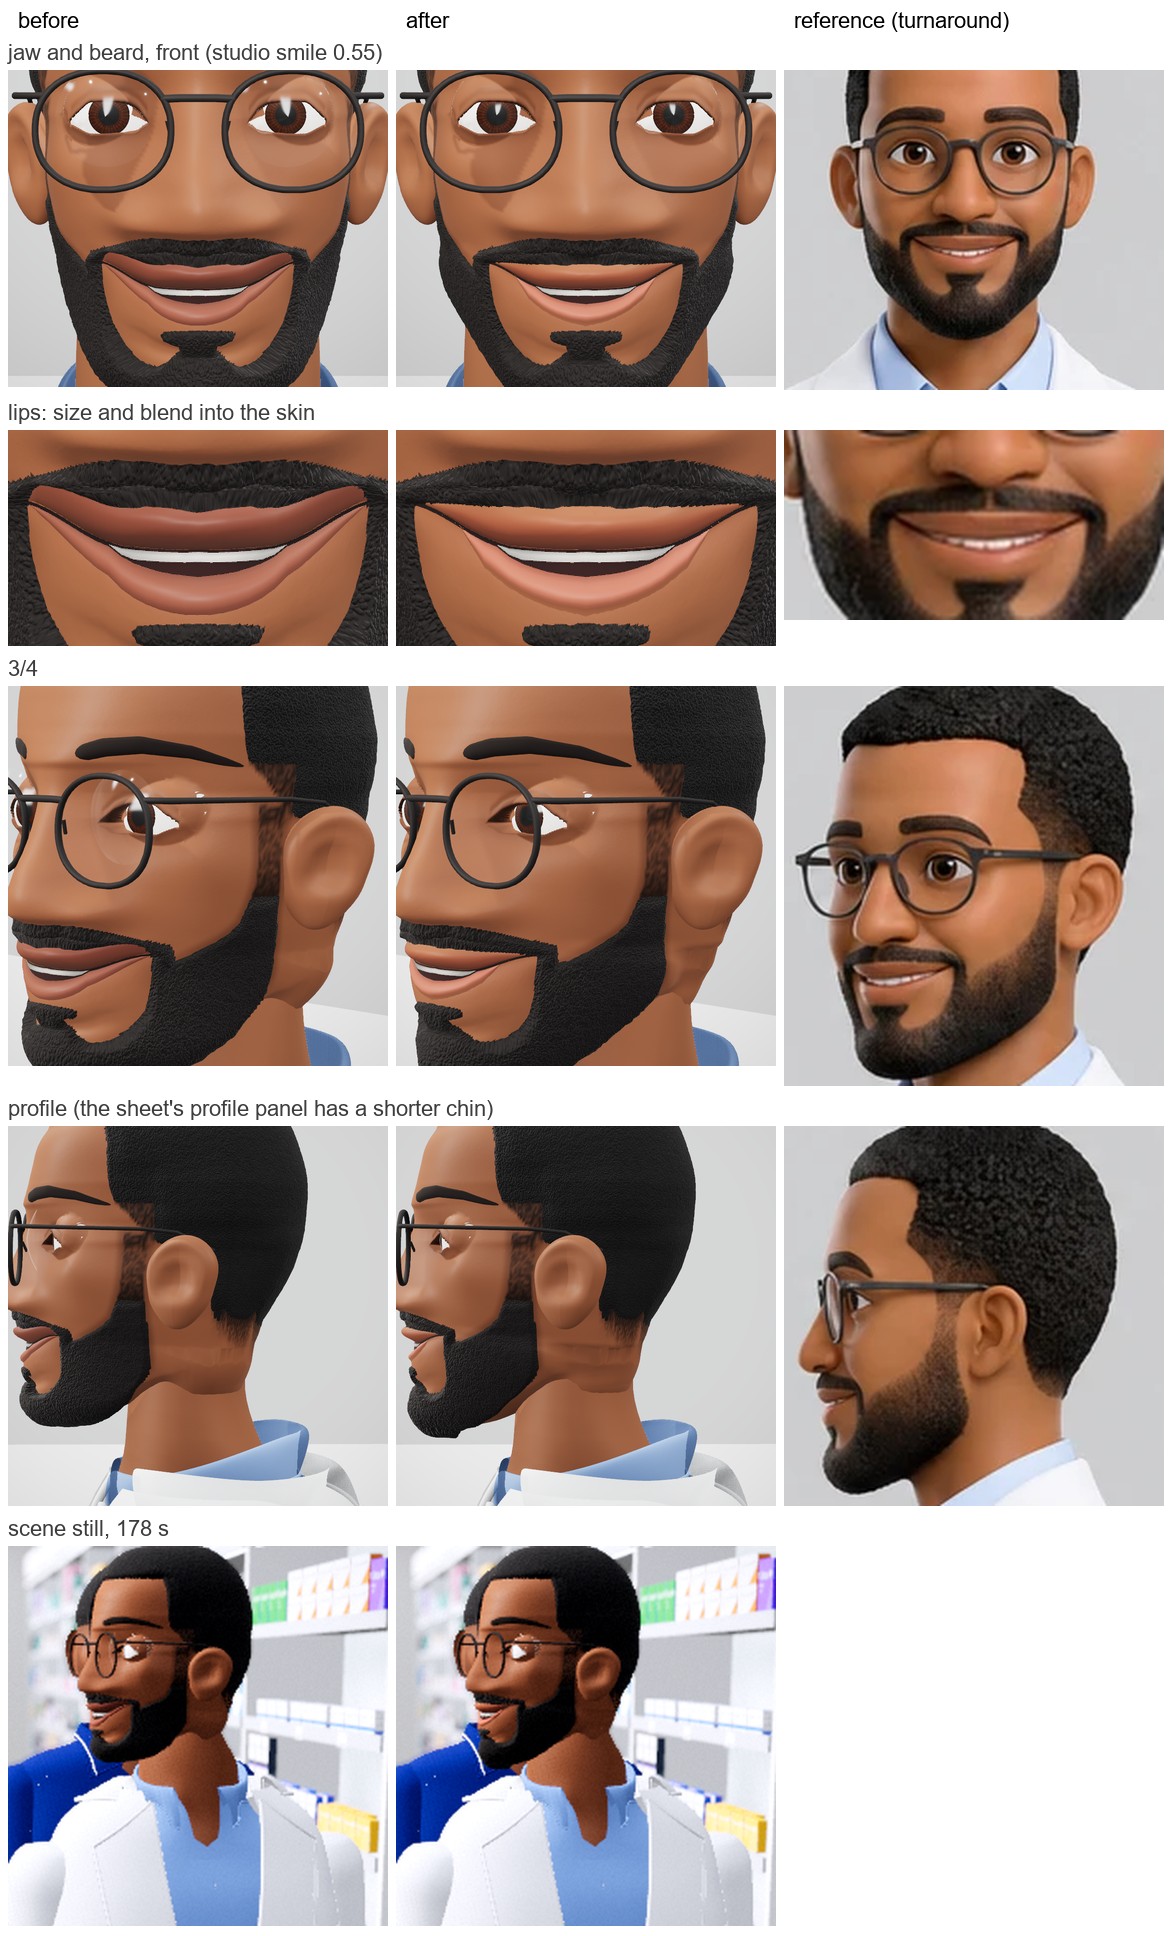 before after reference (turnaround)
jaw and beard, front (studio smile 0.55)
lips: size and blend into the skin
3/4
profile (the sheet's profile panel has a shorter chin)
scene still, 178 s